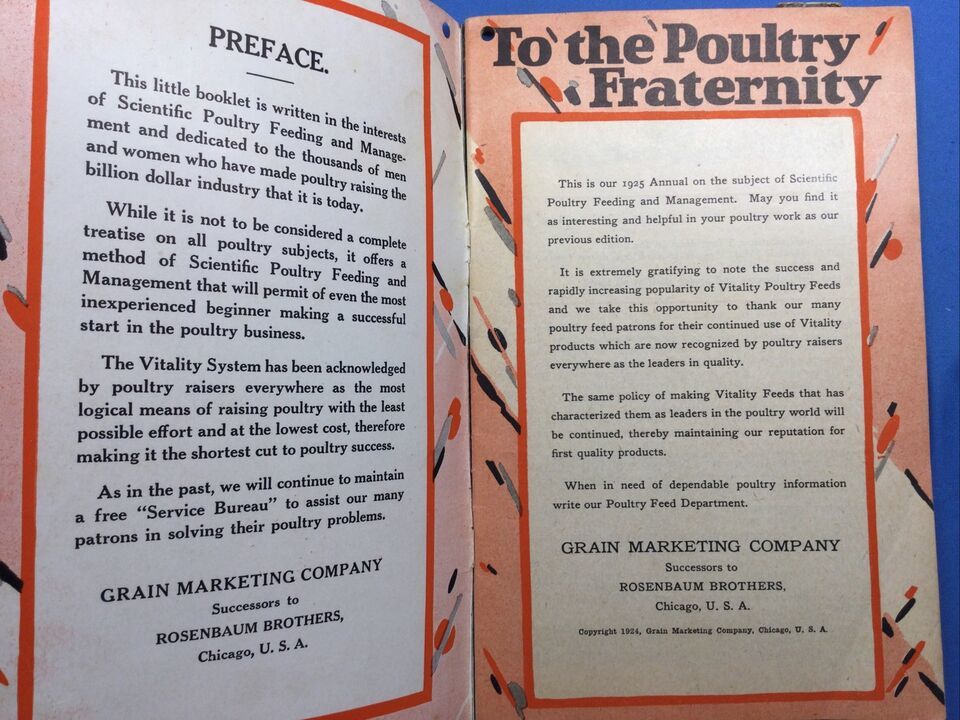 PREFACE.
This little booklet is written in the interests
of Scientific Poultry Feeding and Manage-
ment and dedicated to the thousands of men
and women who have made poultry raising the
billion dollar industry that it is today.
While it is not to be considered a complete
treatise on all poultry subjects, it offers a
method of Scientific Poultry Feeding and
Management that will permit of even the most
inexperienced beginner making a successful
start in the poultry business.
The Vitality System has been acknowledged
by poultry raisers everywhere as the most
logical means of raising poultry with the least
possible effort and at the lowest cost, therefore
making it the shortest cut to poultry success.
As in the past, we will continue to maintain
a free "Service Bureau" to assist our many
patrons in solving their poultry problems.
GRAIN MARKETING COMPANY
Successors to
ROSENBAUM BROTHERS,
Chicago, U. S. A.
To the Poultry
Fraternity
This is our 1925 Annual on the subject of Scientific
Poultry Feeding and Management. May you find it
as interesting and helpful in your poultry work as our
previous edition.
It is extremely gratifying to note the success and
rapidly increasing popularity of Vitality Poultry Feeds
and we take this opportunity to thank our many
poultry feed patrons for their continued use of Vitality
products which are now recognized by poultry raisers
everywhere as the leaders in quality.
The same policy of making Vitality Feeds that has
characterized them as leaders in the poultry world will
be continued, thereby maintaining our reputation for
first quality products.
When in need of dependable poultry information
write our Poultry Feed Department.
GRAIN MARKETING COMPANY
Successors to
ROSENBAUM BROTHERS,
Chicago, U. S. A.
Copyright 1924, Grain Marketing Company, Chicago, U. S. A.